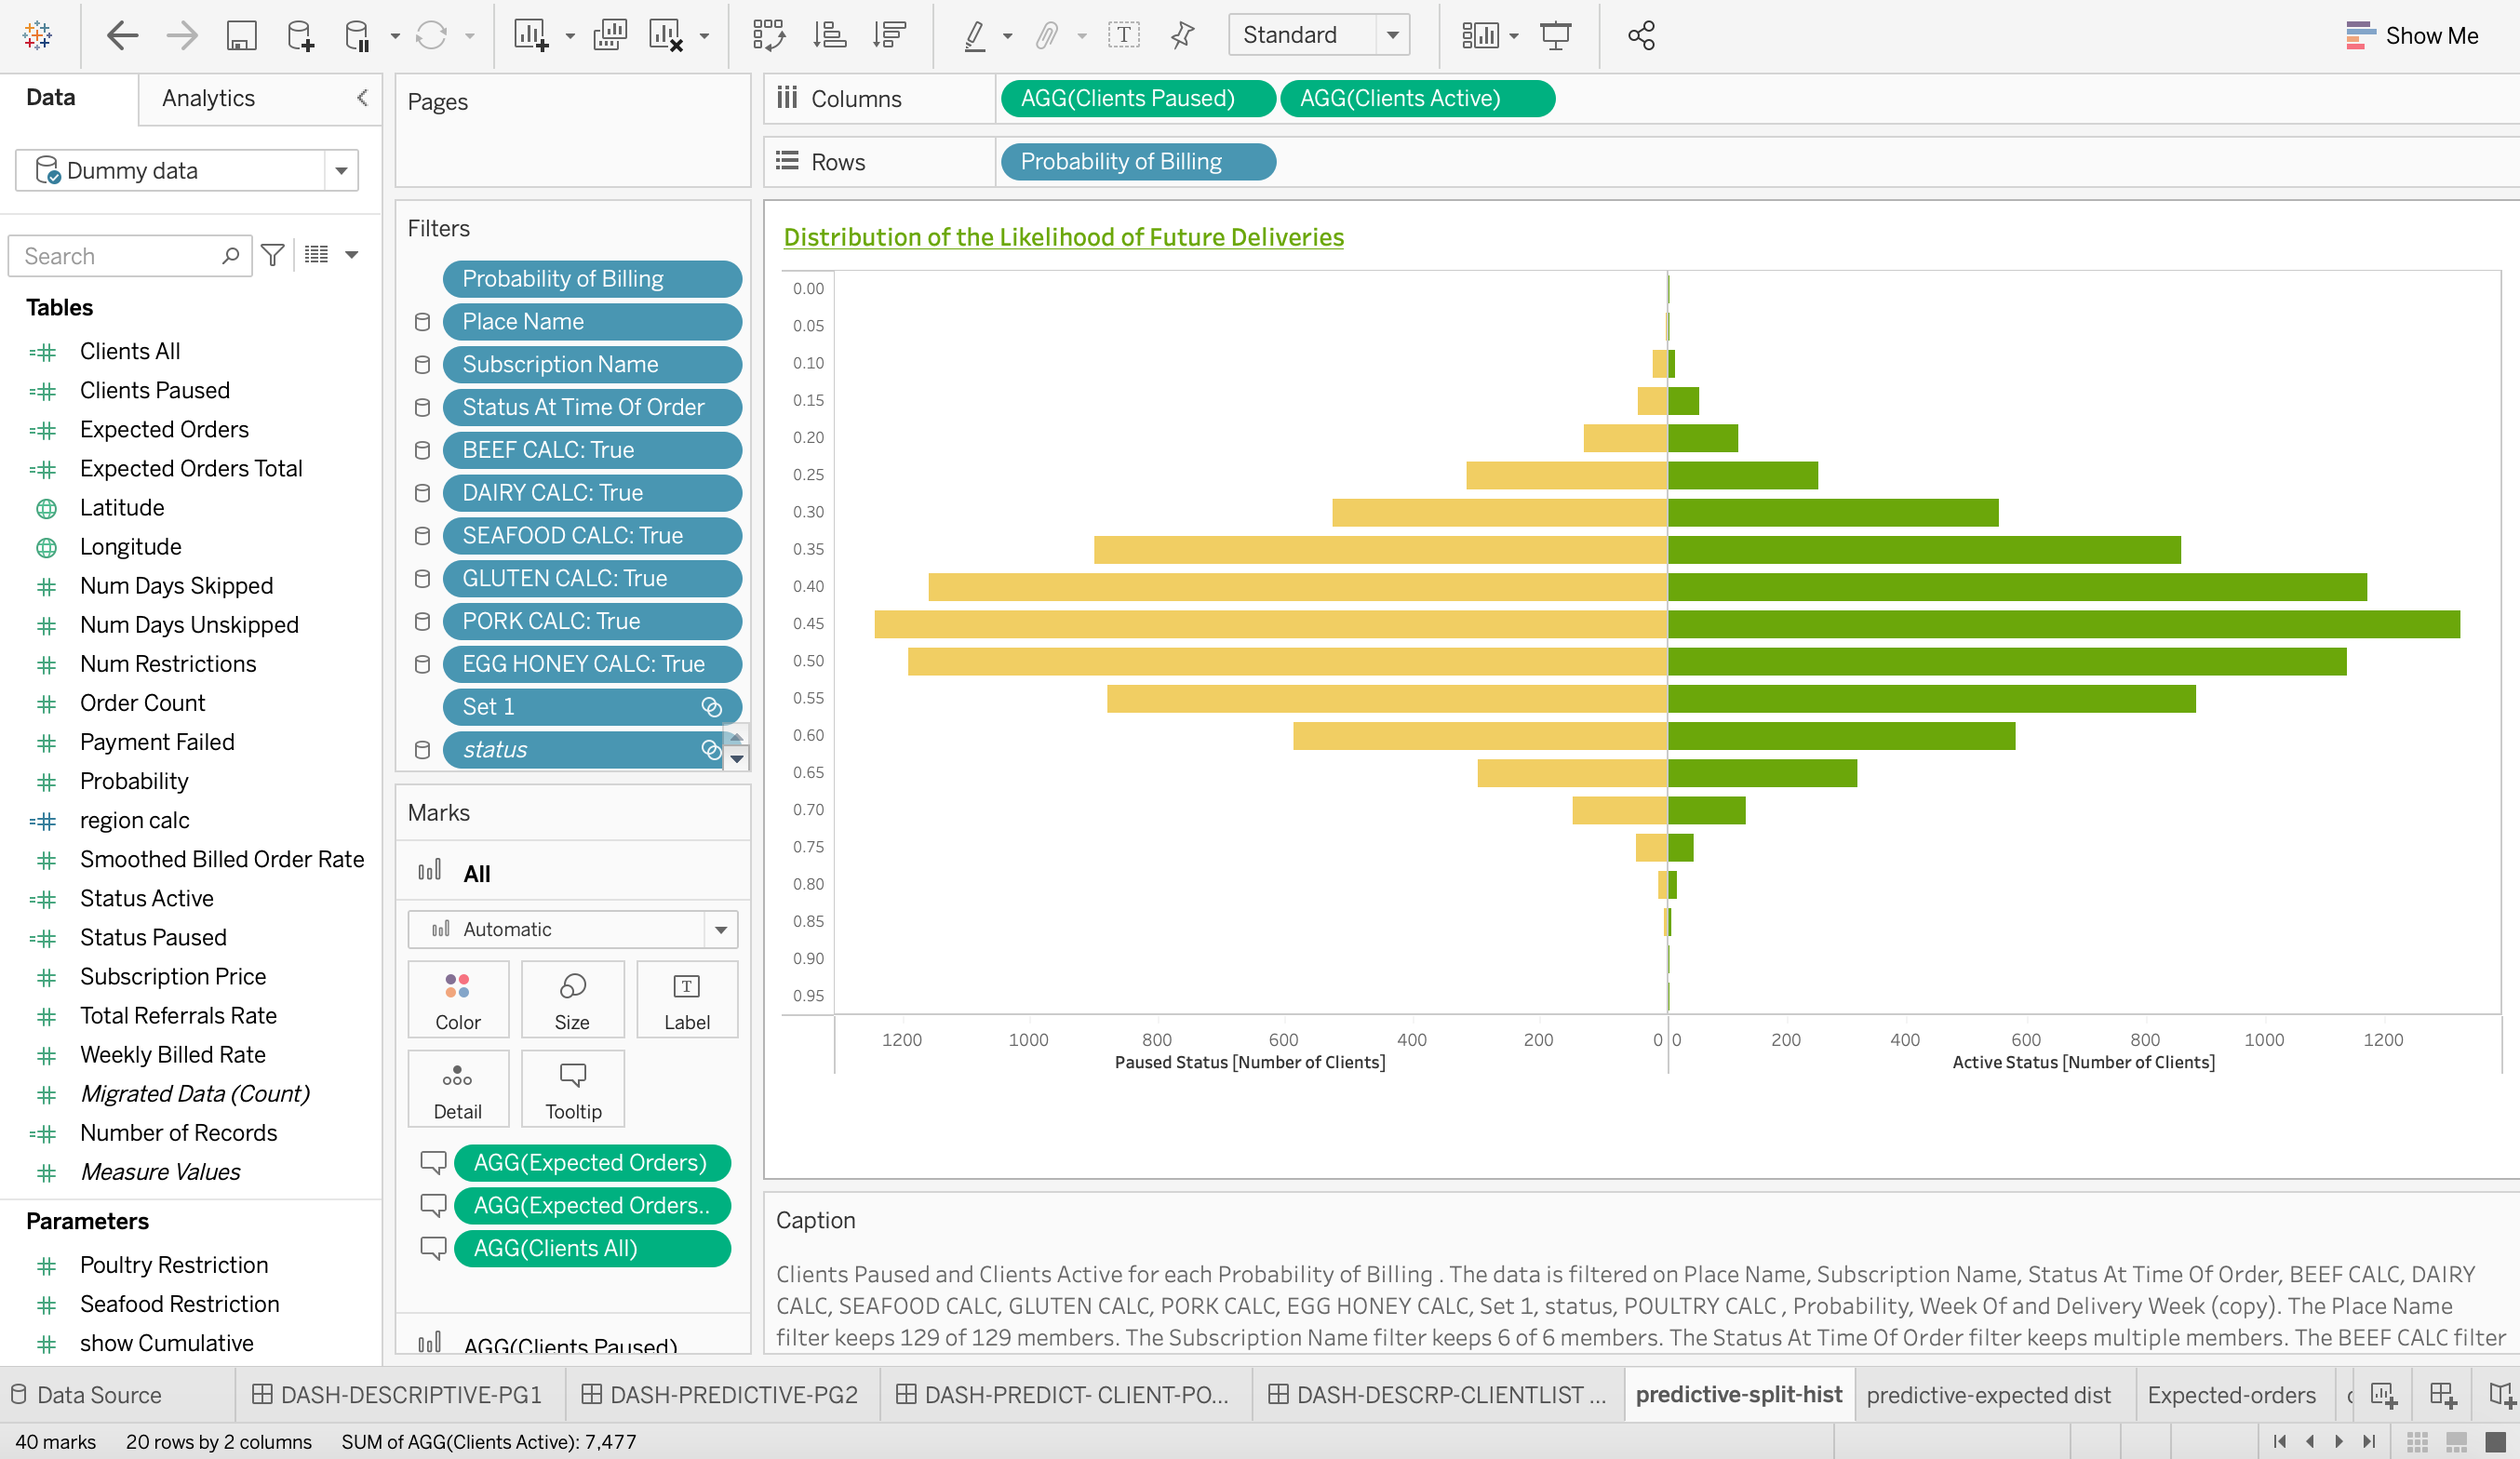 Standard
Show Me
Data
Analytics
Dummy data
Search
Tables
Clients All
Clients Paused
Expected Orders
Expected Orders Total
Latitude
Longitude
Num Days Skipped
Num Days Unskipped
Num Restrictions
Order Count
Payment Failed
Probability
region calc
Smoothed Billed Order Rate
Status Active
Status Paused
Subscription Price
Total Referrals Rate
Weekly Billed Rate
Migrated Data (Count)
Number of Records
Measure Values
Parameters
Poultry Restriction
Seafood Restriction
show Cumulative
Pages
Filters
Probability of Billing
Place Name
Subscription Name
Status At Time Of Order
BEEF CALC: True
DAIRY CALC: True
SEAFOOD CALC: True
GLUTEN CALC: True
PORK CALC: True
EGG HONEY CALC: True
Set 1
status
Marks
All
Automatic
Color
Size
T
Label
Detail
Tooltip
AGG(Expected Orders)
AGG(Expected Orders..
AGG(Clients All)
AGG(Clients Paused)
Columns
AGG(Clients Paused)
AGG(Clients Active)
Rows
Probability of Billing
Distribution of the Likelihood of Future Deliveries
0.00
0.05
0.10
0.15
0.20
0.25
0.30
0.35
0.40
0.45
0.50
0.55
0.60
0.65
0.70
0.75
0.80
0.85
0.90
0.95
1200 1000 800 600 400 200 0 0 200 400 600 800 1000 1200
Paused Status [Number of Clients]
Active Status [Number of Clients]
Caption
Clients Paused and Clients Active for each Probability of Billing . The data is filtered on Place Name, Subscription Name, Status At Time Of Order, BEEF CALC, DAIRY
CALC, SEAFOOD CALC, GLUTEN CALC, PORK CALC, EGG HONEY CALC, Set 1, status, POULTRY CALC , Probability, Week Of and Delivery Week (copy). The Place Name
filter keeps 129 of 129 members. The Subscription Name filter keeps 6 of 6 members. The Status At Time Of Order filter keeps multiple members. The BEEF CALC filter
Data Source
DASH-DESCRIPTIVE-PG1
DASH-PREDICTIVE-PG2
DASH-PREDICT- CLIENT-PO...
DASH-DESCRP-CLIENTLIST ...
predictive-split-hist
predictive-expected dist
Expected-orders
40 marks
20 rows by 2 columns
SUM of AGG(Clients Active): 7,477